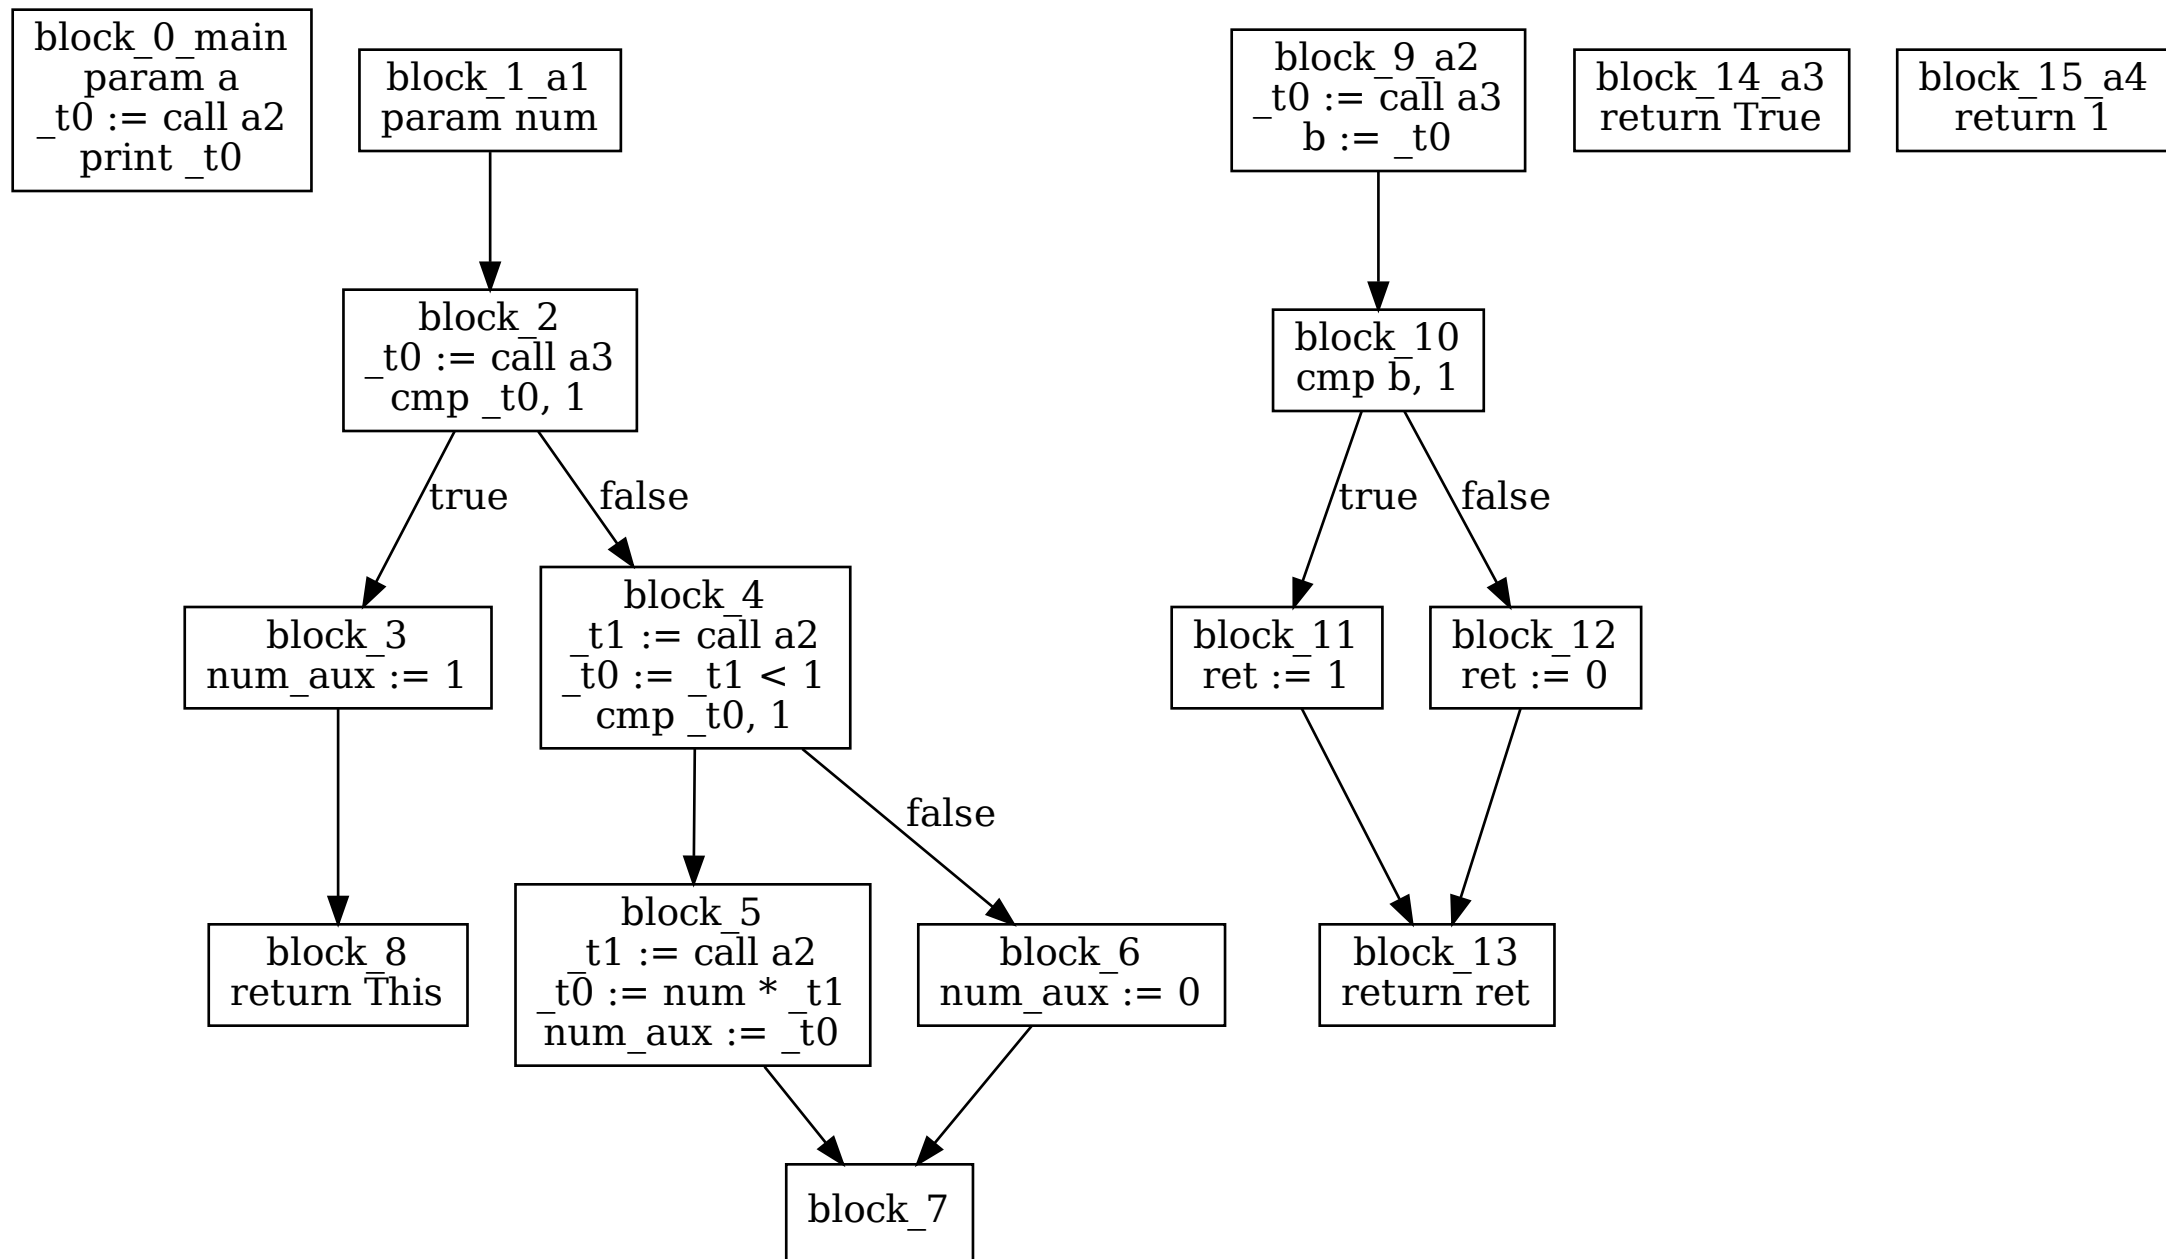 block_0_main
param a
_t0 := call a2
print _t0
block_1_a1
param num
block_9_a2
_t0 := call a3
b := _t0
block_14_a3
return True
block_15_a4
return 1
block_2
_t0 := call a3
cmp _t0, 1
block_10
cmp b, 1
true
false
true
false
block_3
num_aux := 1
block_4
_t1 := call a2
_t0 := _t1 < 1
cmp _t0, 1
block_11
ret := 1
block_12
ret := 0
false
block_8
return This
block_5
_t1 := call a2
_t0 := num * _t1
num_aux := _t0
block_6
num_aux := 0
block_13
return ret
block_7